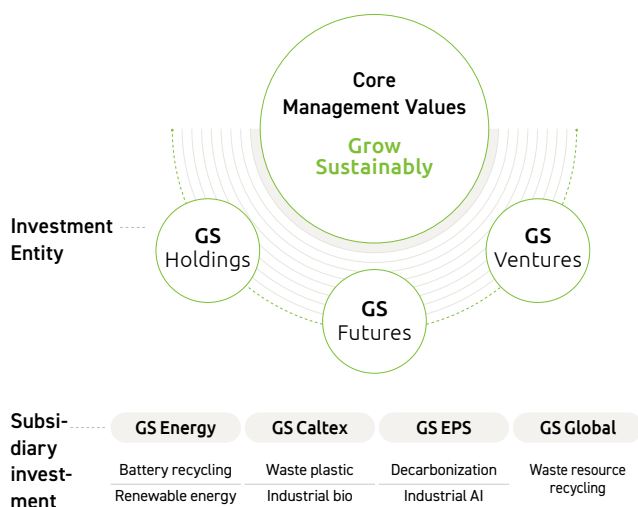 Core
Management Values
Grow
Sustainably
Investment
Entity
GS
Holdings
GS
Futures
GS
Ventures
Subsi-
diary
invest-
ment
GS Energy
Battery recycling
Renewable energy
GS Caltex
Waste plastic
Industrial bio
GS EPS
Decarbonization
Industrial AI
GS Global
Waste resource
recycling